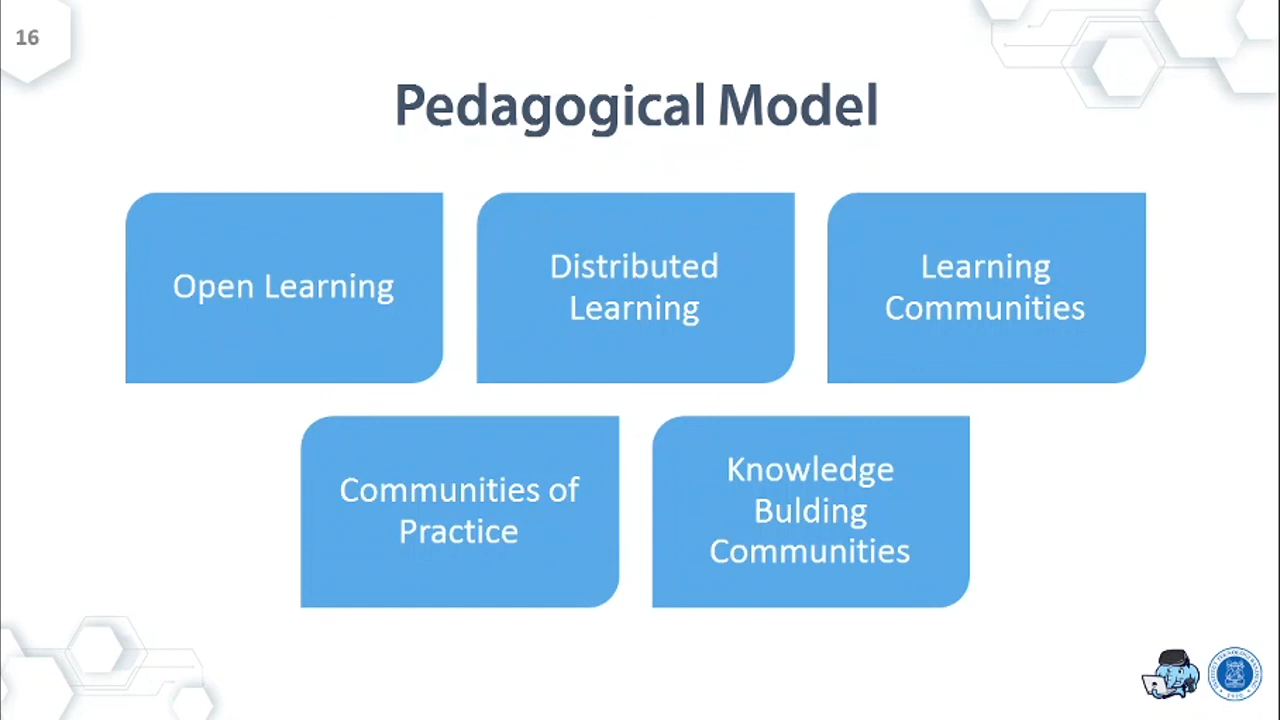 16
Pedagogical Model
Open Learning
Distributed
Learning
Learning
Communities
Communities of
Practice
Knowledge
Bulding
Communities